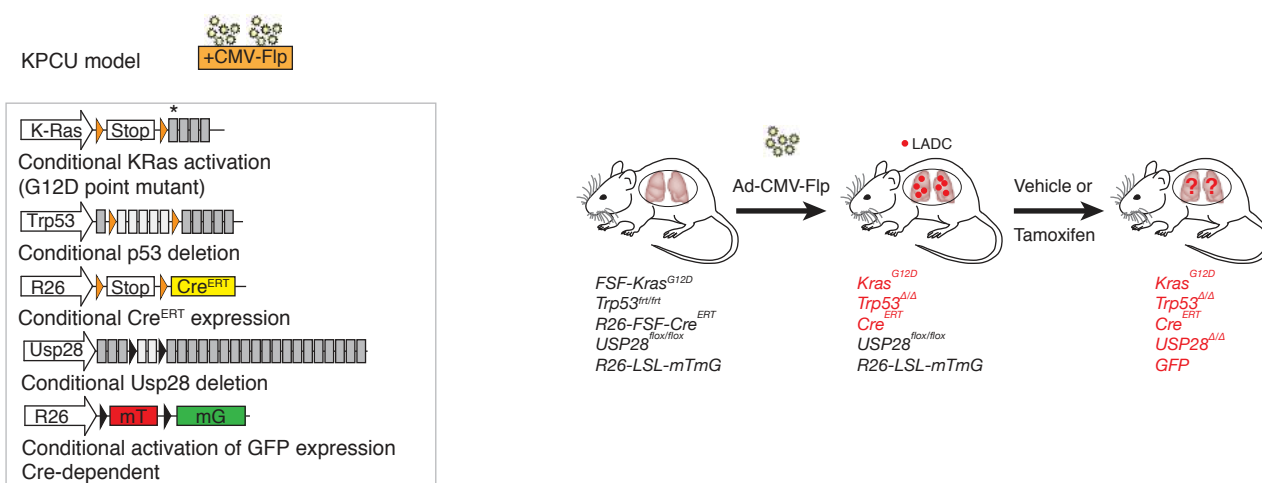 KPCU model
+CMV-Flp
*
K-Ras Stop
Conditional KRas activation
(G12D point mutant)
Trp53
Conditional p53 deletion
R26 Stop Cre^ERT
Conditional Cre^ERT expression
Usp28
Conditional Usp28 deletion
R26 mT mG
Conditional activation of GFP expression
Cre-dependent
Ad-CMV-Flp
LADC
Vehicle or
Tamoxifen
? ?
FSF-Kras^G12D
Trp53^frt/frt
R26-FSF-Cre^ERT
USP28^flox/flox
R26-LSL-mTmG
Kras^G12D
Trp53^Δ/Δ
Cre^ERT
USP28^flox/flox
R26-LSL-mTmG
Kras^G12D
Trp53^Δ/Δ
Cre^ERT
USP28^Δ/Δ
GFP